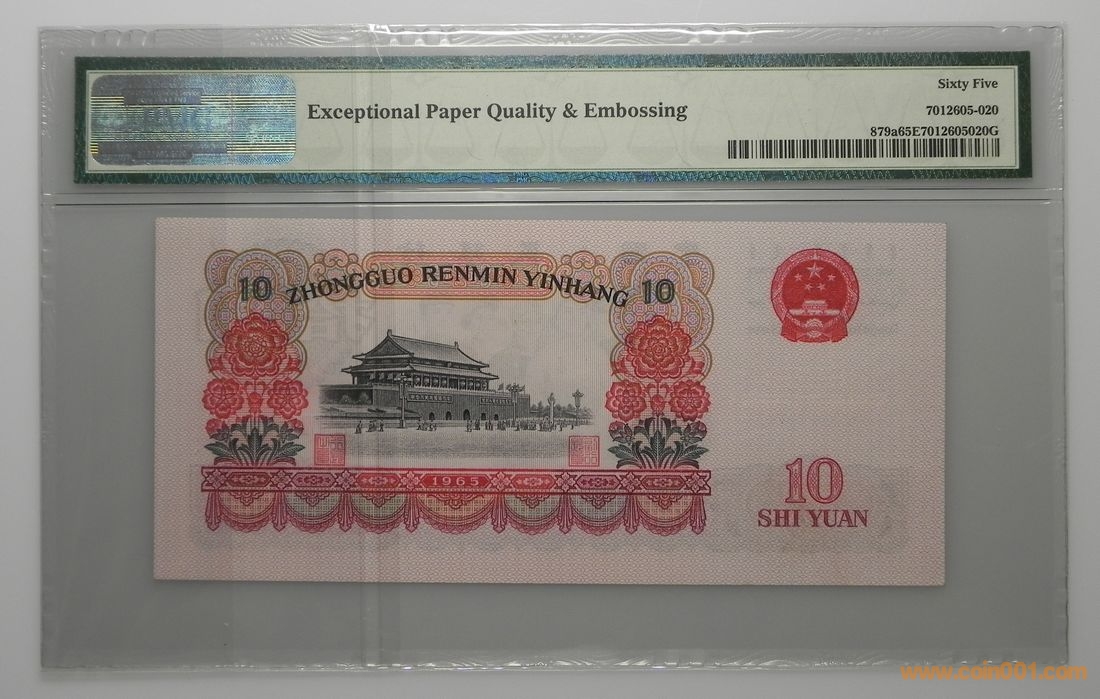 Sixty Five
Exceptional Paper Quality & Embossing
7012605-020
879a65E7012605020G
10 ZHONGGUO RENMIN YINHANG 10
1965
10
SHI YUAN
www.coin001.com